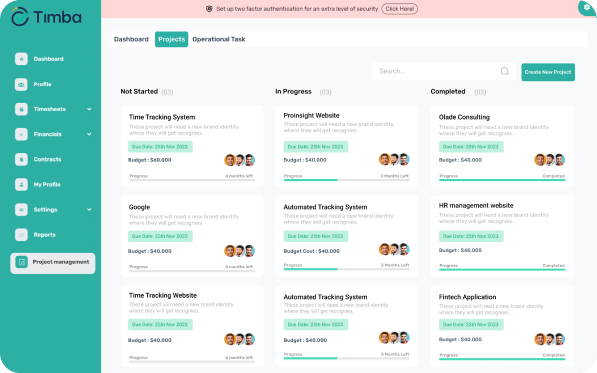 Timba
Set up two factor authentication for an extra level of security
Click Here!
Dashboard
Profile
Timesheets
Financials
Contracts
My Profile
Settings
Reports
Project management
Dashboard
Projects
Operational Task
Search...
Create New Project
Not Started (03)
Time Tracking System
These project will need a new brand identity
where they will get recognies.
Due Date: 25th Nov 2023
Budget : $60,000
Progress
6 months left
Google
These project will need a new brand identity
where they will get recognies.
Due Date: 25th Nov 2023
Budget : $40,000
Progress
6 months left
Time Tracking Website
These project will need a new brand identity
where they will get recognies.
Due Date: 25th Nov 2023
Budget : $40,000
Progress
6 months left
In Progress (03)
Proinsight Website
These project will need a new brand identity
where they will get recognies.
Due Date: 25th Nov 2023
Budget : $40,000
Progress
5 Months Left
Automated Tracking System
These project will need a new brand identity
where they will get recognies.
Due Date: 25th Nov 2023
Budget Cost : $40,000
Progress
3 Months Left
Automated Tracking System
These project will need a new brand identity
where they will get recognies.
Due Date: 25th Nov 2023
Budget : $40,000
Progress
3 Months Left
Completed (03)
Olade Consulting
These project will need a new brand identity
where they will get recognies.
Due Date: 25th Nov 2023
Budget : $40,000
Progress
Completed
HR management website
These project will need a new brand identity
where they will get recognies.
Due Date: 25th Nov 2023
Budget : $40,000
Progress
Completed
Fintech Application
These project will need a new brand identity
where they will get recognies.
Due Date: 25th Nov 2023
Budget : $40,000
Progress
Completed